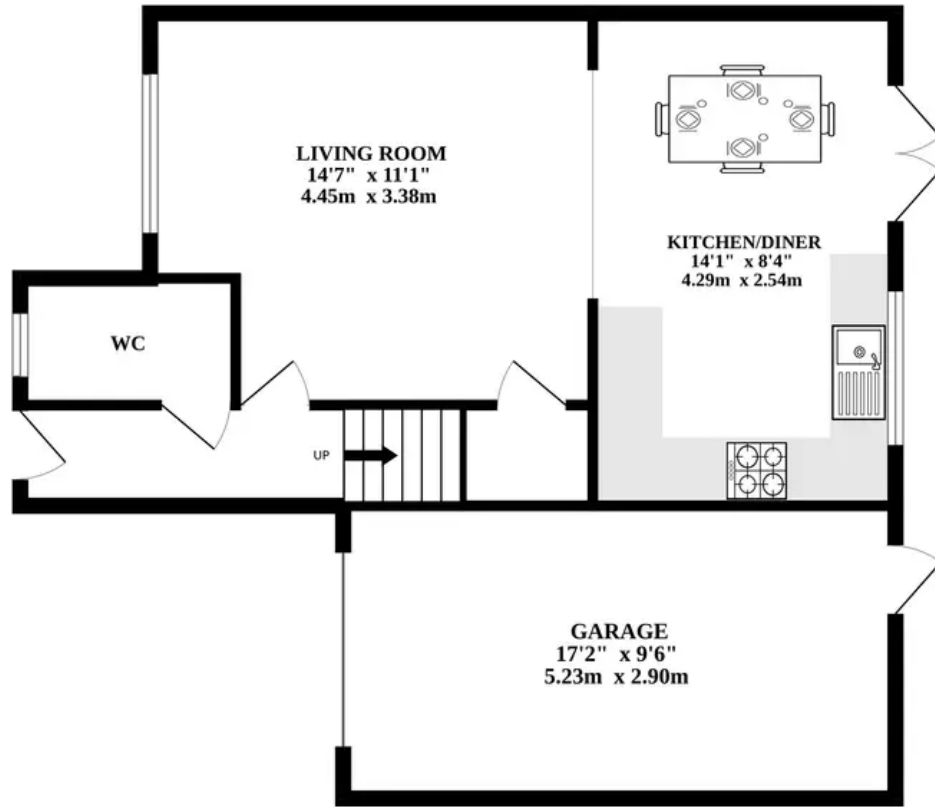 LIVING ROOM
14'7" x 11'1"
4.45m x 3.38m
KITCHEN/DINER
14'1" x 8'4"
4.29m x 2.54m
WC
UP
GARAGE
17'2" x 9'6"
5.23m x 2.90m